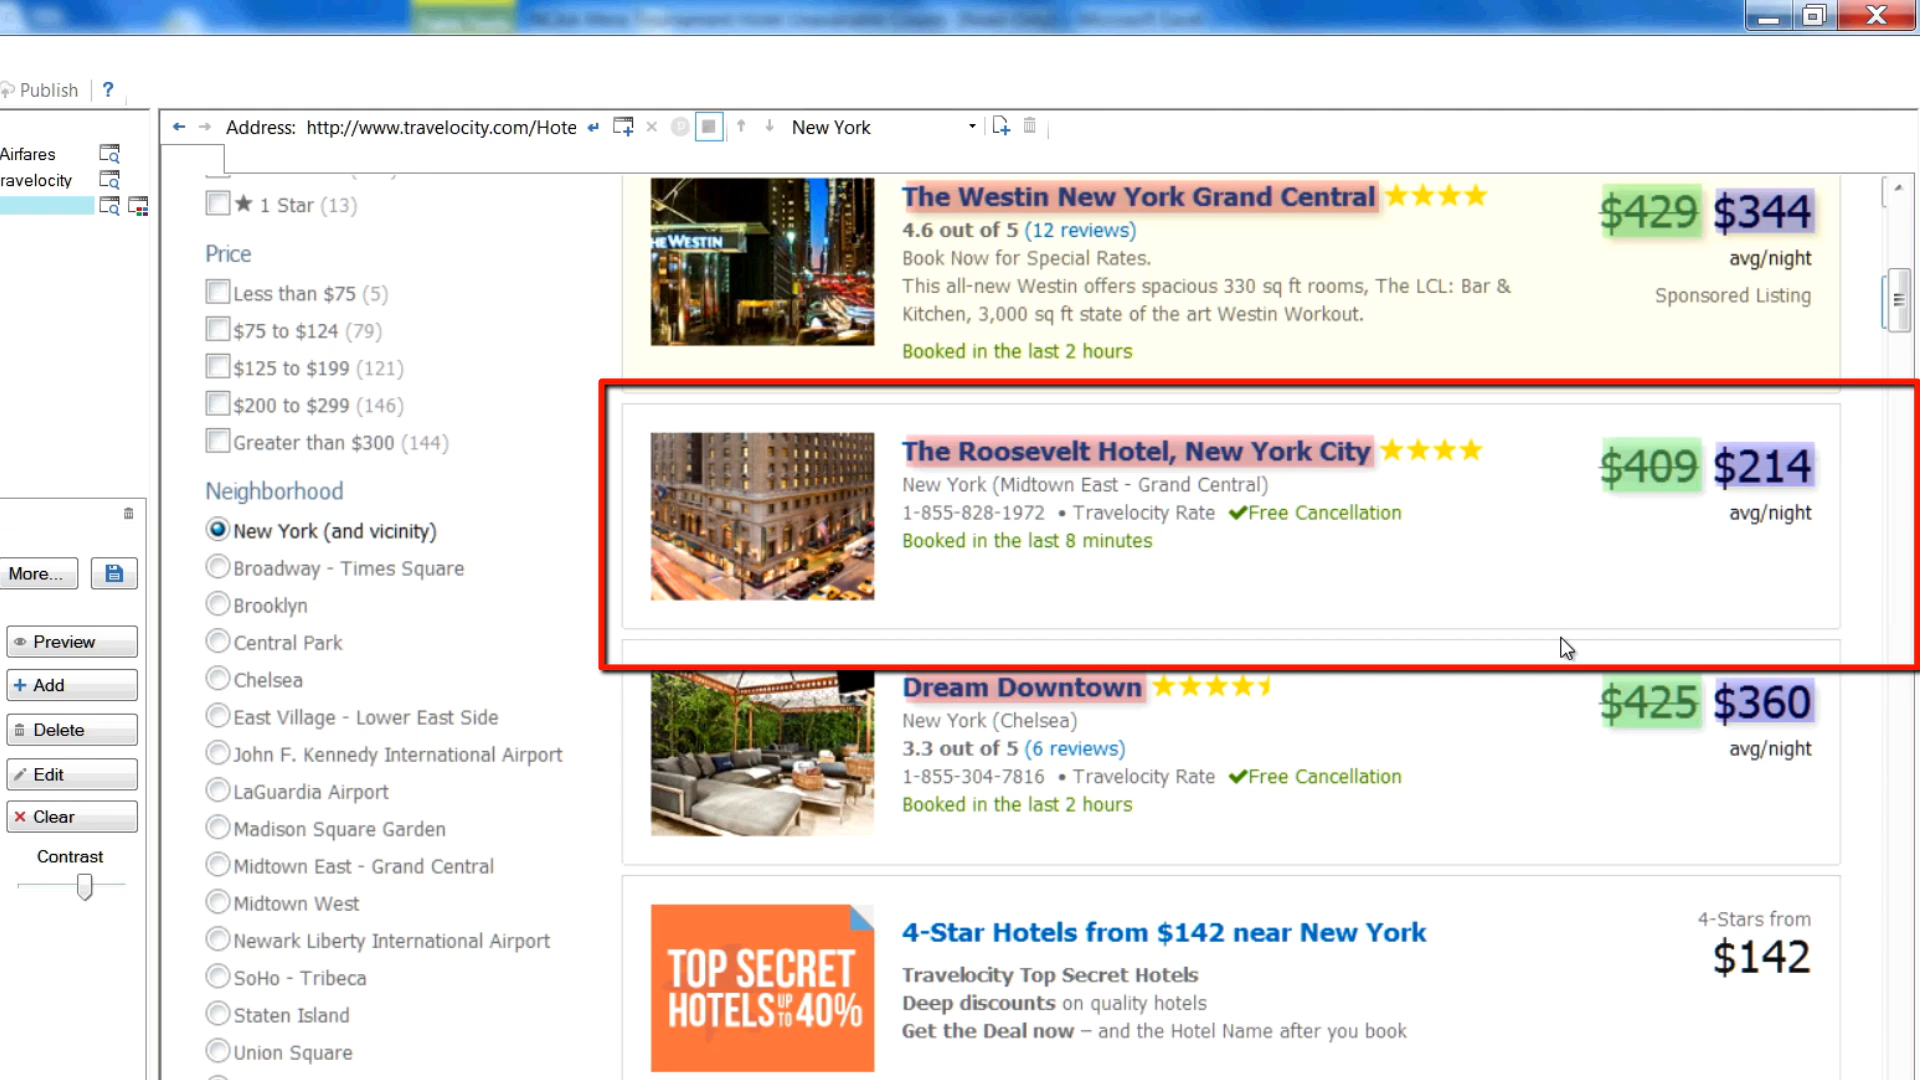 Publish ?
Address: http://www.travelocity.com/Hote New York
Airfares
ravelocity
★ 1 Star (13)
Price
Less than $75 (5)
$75 to $124 (79)
$125 to $199 (121)
$200 to $299 (146)
Greater than $300 (144)
Neighborhood
New York (and vicinity)
Broadway - Times Square
Brooklyn
Central Park
Chelsea
East Village - Lower East Side
John F. Kennedy International Airport
LaGuardia Airport
Madison Square Garden
Midtown East - Grand Central
Midtown West
Newark Liberty International Airport
SoHo - Tribeca
Staten Island
Union Square
More...
Preview
Add
Delete
Edit
Clear
Contrast
HE WESTIN
The Westin New York Grand Central
$429 $344
4.6 out of 5 (12 reviews)
avg/night
Book Now for Special Rates.
Sponsored Listing
This all-new Westin offers spacious 330 sq ft rooms, The LCL: Bar &
Kitchen, 3,000 sq ft state of the art Westin Workout.
Booked in the last 2 hours
The Roosevelt Hotel, New York City
$409 $214
New York (Midtown East - Grand Central)
avg/night
1-855-828-1972 • Travelocity Rate ✔Free Cancellation
Booked in the last 8 minutes
Dream Downtown
$425 $360
New York (Chelsea)
avg/night
3.3 out of 5 (6 reviews)
1-855-304-7816 • Travelocity Rate ✔Free Cancellation
Booked in the last 2 hours
TOP SECRET
HOTELS UP TO 40%
4-Star Hotels from $142 near New York
4-Stars from
$142
Travelocity Top Secret Hotels
Deep discounts on quality hotels
Get the Deal now – and the Hotel Name after you book